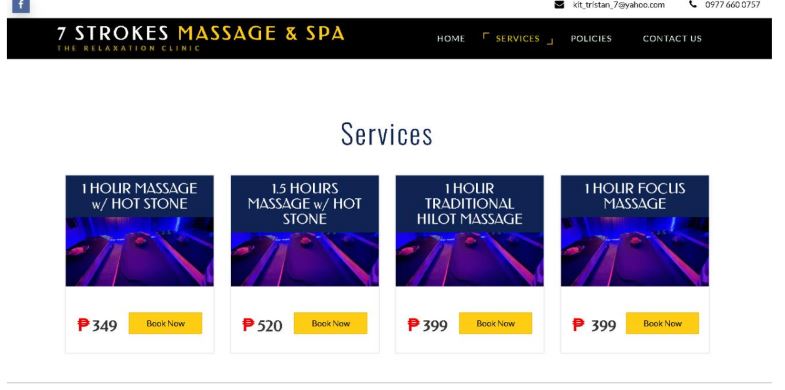 f
kit_tristan_7@yahoo.com 0977 660 0757
7 STROKES MASSAGE & SPA
THE RELAXATION CLINIC
HOME SERVICES POLICIES CONTACT US
Services
1 HOUR MASSAGE
w/ HOT STONE
₱ 349 Book Now
1.5 HOURS
MASSAGE w/ HOT
STONE
₱ 520 Book Now
1 HOUR
TRADITIONAL
HILOT MASSAGE
₱ 399 Book Now
1 HOUR FOCUS
MASSAGE
₱ 399 Book Now